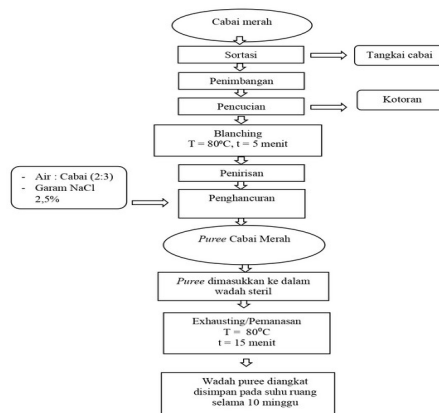 Cabai merah
Sortasi
Tangkai cabai
Penimbangan
Pencucian
Kotoran
Blanching
T = 80°C, t = 5 menit
Penirisan
- Air : Cabai (2:3)
- Garam NaCl
2,5%
Penghancuran
Puree Cabai Merah
Puree dimasukkan ke dalam
wadah steril
Exhausting/Pemanasan
T = 80°C
t = 15 menit
Wadah puree diangkat
disimpan pada suhu ruang
selama 10 minggu